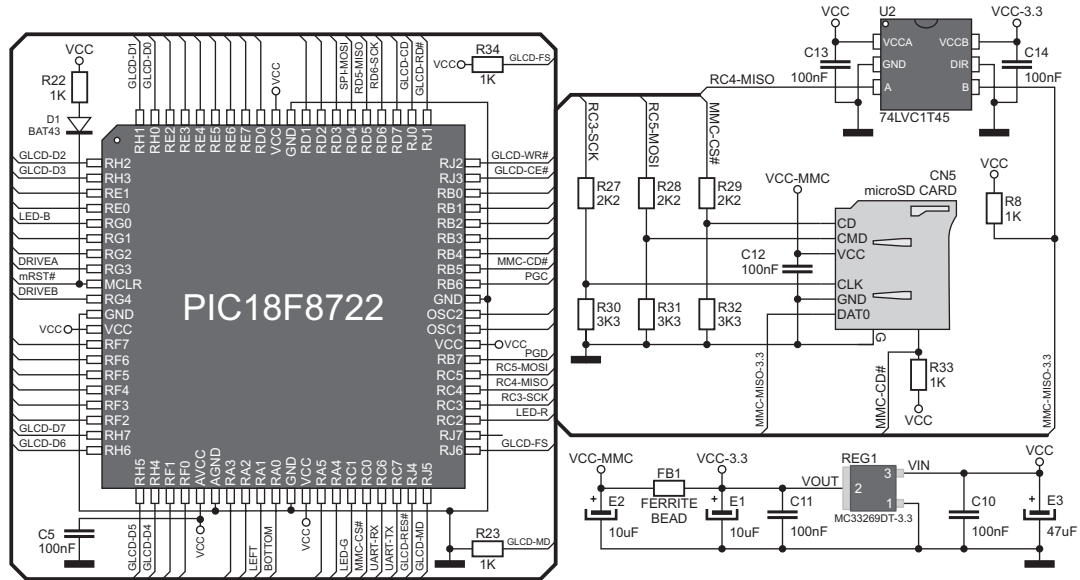 VCC
R22
1K
D1
BAT43
GLCD-D1
GLCD-D0
SPI-MOSI
RD5-MISO
RD6-SCK
GLCD-CD
GLCD-RD#
VCC
R34
1K
GLCD-FS
VCC
RH1
RH0
RE2
RE3
RE4
RE5
RE6
RE7
RD0
VCC
GND
RD1
RD2
RD3
RD4
RD5
RD6
RD7
RJ0
RJ1
GLCD-D2
GLCD-D3
LED-B
DRIVEA
mRST#
DRIVEB
VCC
GLCD-D7
GLCD-D6
RH2
RH3
RE1
RE0
RG0
RG1
RG2
RG3
MCLR
RG4
GND
VCC
RF7
RF6
RF5
RF4
RF3
RF2
RH7
RH6
PIC18F8722
RJ2
RJ3
RB0
RB1
RB2
RB3
RB4
RB5
RB6
GND
OSC2
OSC1
VCC
RB7
RC5
RC4
RC3
RC2
RJ7
RJ6
GLCD-WR#
GLCD-CE#
MMC-CD#
PGC
VCC
PGD
RC5-MOSI
RC4-MISO
RC3-SCK
LED-R
GLCD-FS
RH5
RH4
RF1
RF0
AVCC
AGND
RA3
RA2
RA1
RA0
GND
VCC
RA5
RA4
RC1
RC0
RC6
RC7
RJ4
RJ5
C5
100nF
GLCD-D5
GLCD-D4
VCC
LEFT
BOTTOM
VCC
LED-G
MMC-CS#
UART-RX
UART-TX
GLCD-RES#
GLCD-MD
R23
1K
GLCD-MD
VCC
U2
VCC-3.3
C13
100nF
VCCA
GND
A
VCCB
DIR
B
C14
100nF
74LVC1T45
RC4-MISO
RC3-SCK
RC5-MOSI
MMC-CS#
R27
2K2
R28
2K2
R29
2K2
VCC-MMC
CN5
microSD CARD
VCC
R8
1K
C12
100nF
CD
CMD
VCC
CLK
GND
DAT0
G
R30
3K3
R31
3K3
R32
3K3
R33
1K
VCC
MMC-MISO-3.3
MMC-CD#
MMC-MISO-3.3
VCC-MMC
FB1
FERRITE
BEAD
VCC-3.3
VOUT
REG1
3
2
1
MC33269DT-3.3
VIN
VCC
+
E2
10uF
+
E1
10uF
C11
100nF
C10
100nF
+
E3
47uF